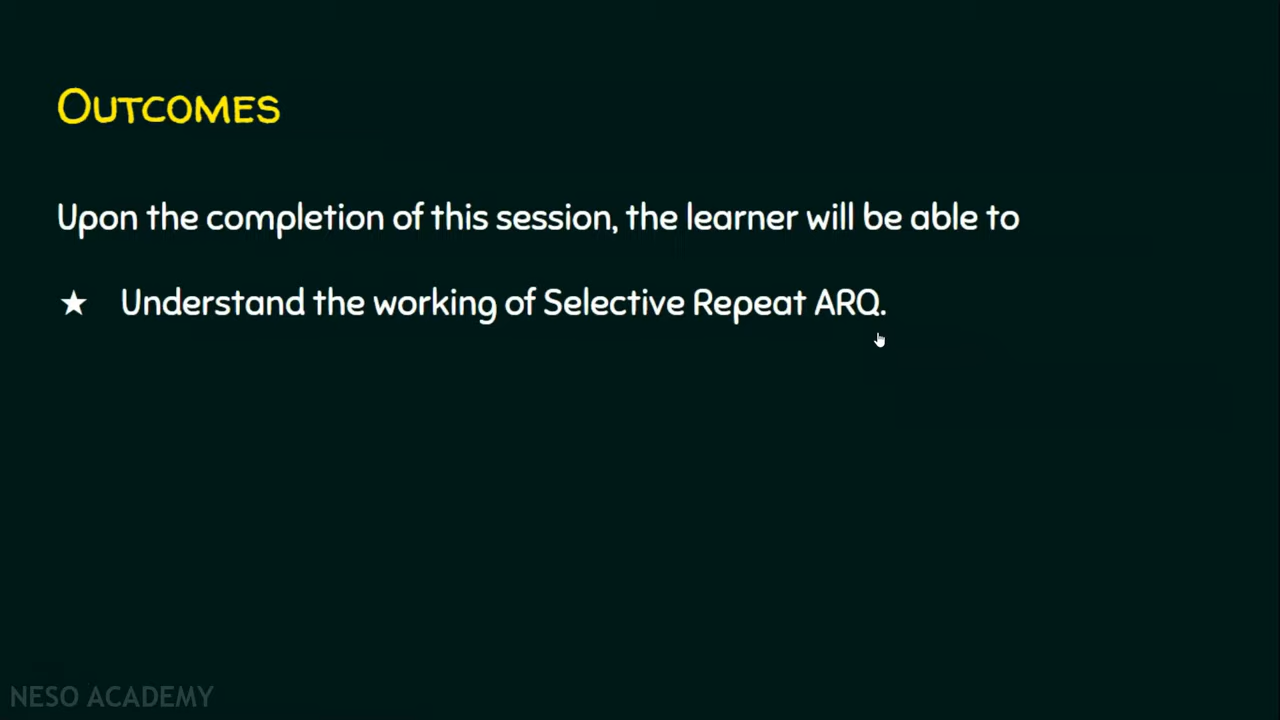 OUTCOMES
Upon the completion of this session, the learner will be able to
★ Understand the working of Selective Repeat ARQ.
NESO ACADEMY